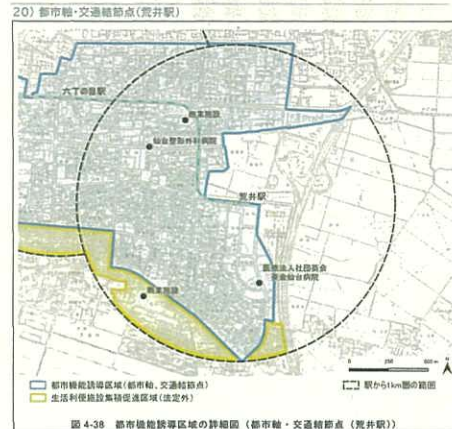 20) 都市軸・交通結節点(荒井駅)
六丁の目駅
商業施設
仙台整形外科病院
荒井駅
医療法人社団葵会
葵会仙台病院
商業施設
都市機能誘導区域(都市軸、交通結節点)
生活利便施設集積促進区域(法定外)
0 200 600 m
駅から1km圏の範囲
図 4-38 都市機能誘導区域の詳細図(都市軸・交通結節点(荒井駅))